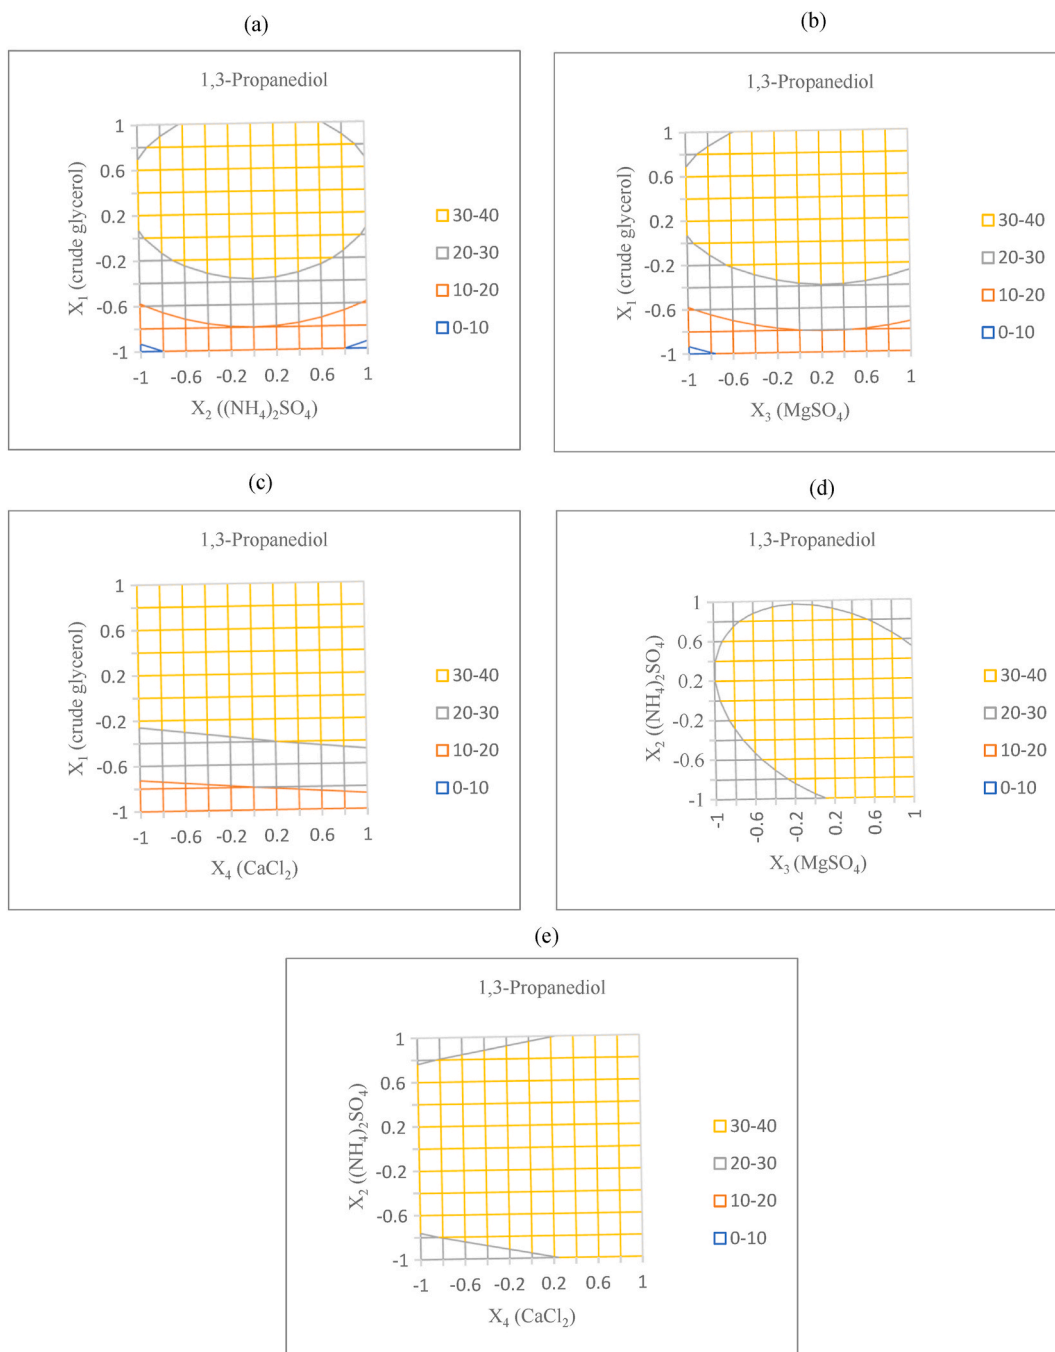 (a)
1,3-Propanediol
X1 (crude glycerol)
1
0.6
0.2
-0.2
-0.6
-1
-1 -0.6 -0.2 0.2 0.6 1
X2 ((NH4)2SO4)
30-40
20-30
10-20
0-10
(b)
1,3-Propanediol
X1 (crude glycerol)
1
0.6
0.2
-0.2
-0.6
-1
-1 -0.6 -0.2 0.2 0.6 1
X3 (MgSO4)
30-40
20-30
10-20
0-10
(c)
1,3-Propanediol
X1 (crude glycerol)
1
0.6
0.2
-0.2
-0.6
-1
-1 -0.6 -0.2 0.2 0.6 1
X4 (CaCl2)
30-40
20-30
10-20
0-10
(d)
1,3-Propanediol
X2 ((NH4)2SO4)
1
0.6
0.2
-0.2
-0.6
-1
-1 -0.6 -0.2 0.2 0.6 1
X3 (MgSO4)
30-40
20-30
10-20
0-10
(e)
1,3-Propanediol
X2 ((NH4)2SO4)
1
0.6
0.2
-0.2
-0.6
-1
-1 -0.6 -0.2 0.2 0.6 1
X4 (CaCl2)
30-40
20-30
10-20
0-10